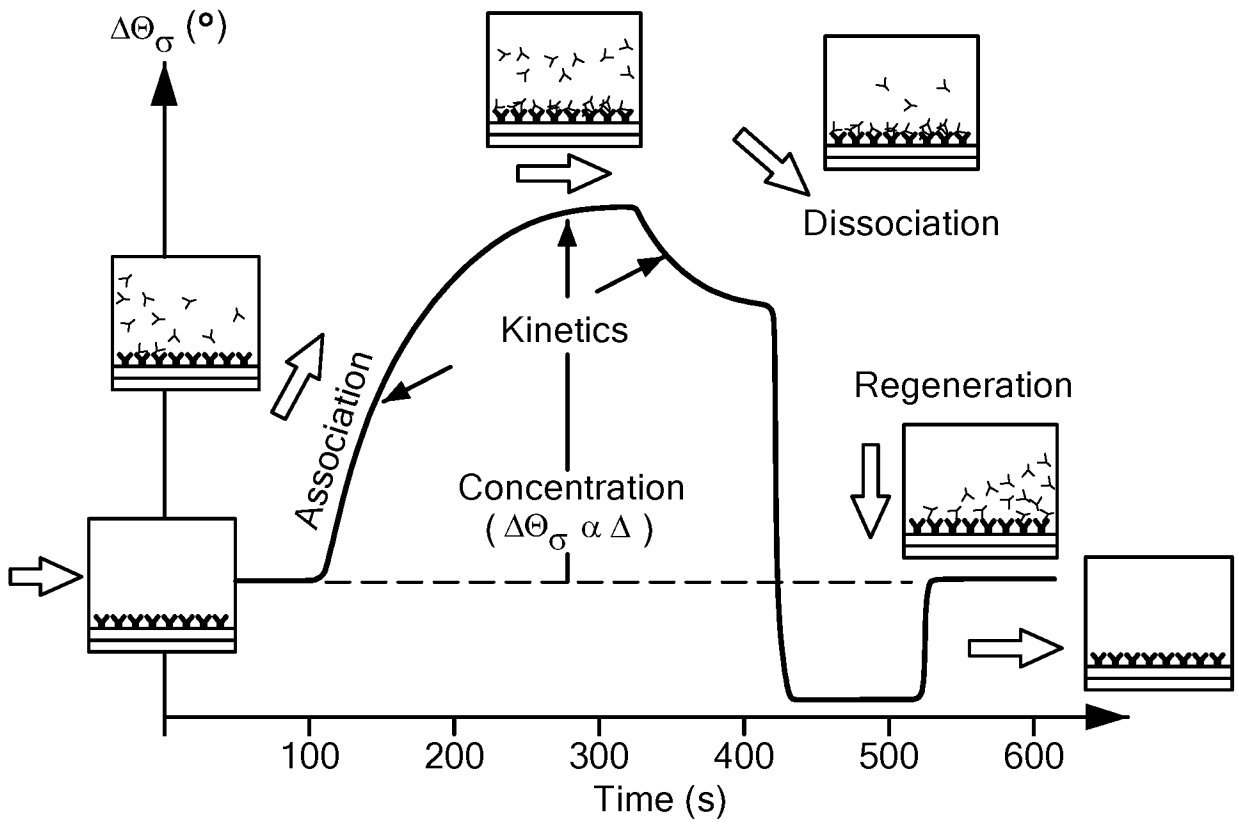 ΔΘσ (°)
Dissociation
Kinetics
Association
Regeneration
Concentration
( ΔΘσ α Δ )
100 200 300 400 500 600
Time (s)